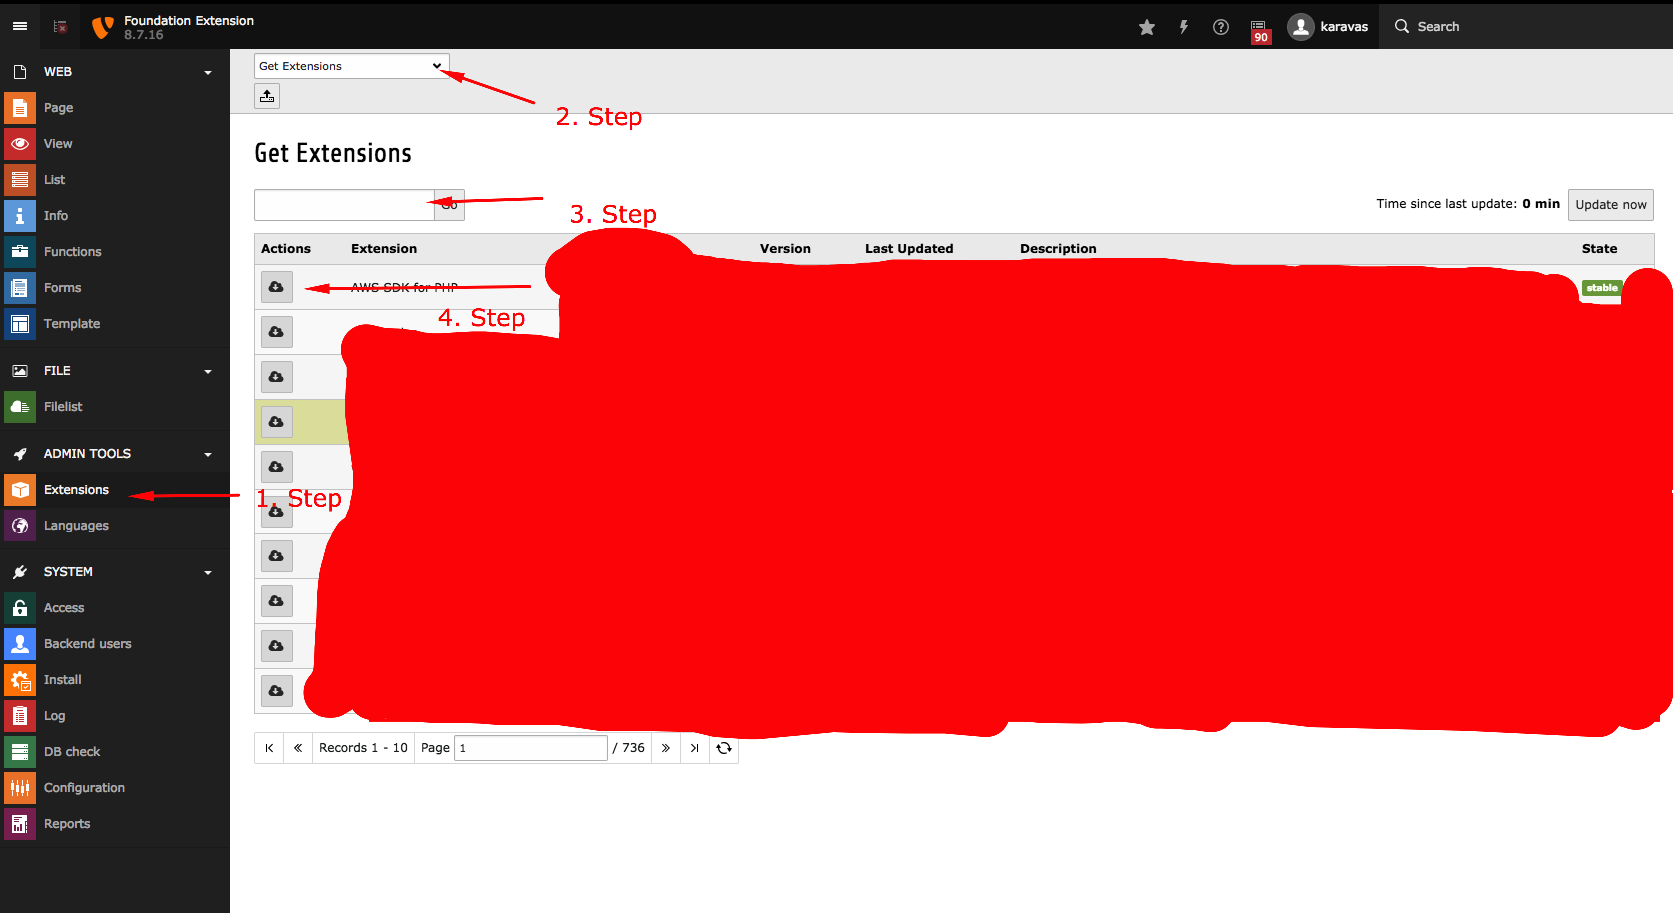 Foundation Extension
8.7.16
90
karavas
Search
WEB
Page
View
List
Info
Functions
Forms
Template
FILE
Filelist
ADMIN TOOLS
Extensions
Languages
SYSTEM
Access
Backend users
Install
Log
DB check
Configuration
Reports
Get Extensions
2. Step
Get Extensions
Go
3. Step
Time since last update: 0 min
Update now
Actions Extension Version Last Updated Description State
AWS SDK for PHP
stable
4. Step
1. Step
Records 1 - 10 Page 1 / 736